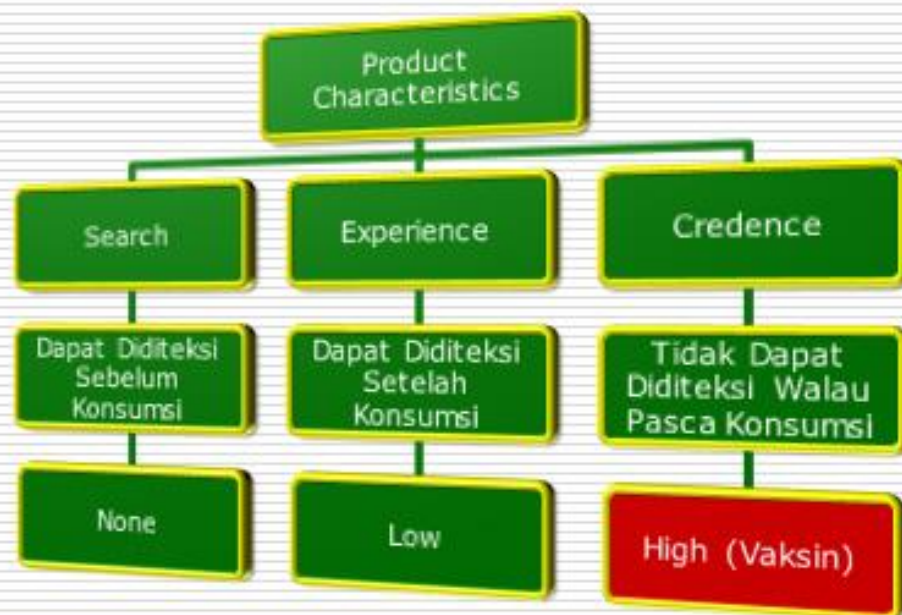 Product
Characteristics
Search
Experience
Credence
Dapat Diditeksi
Sebelum
Konsumsi
Dapat Diditeksi
Setelah
Konsumsi
Tidak Dapat
Diditeksi Walau
Pasca Konsumsi
None
Low
High (Vaksin)